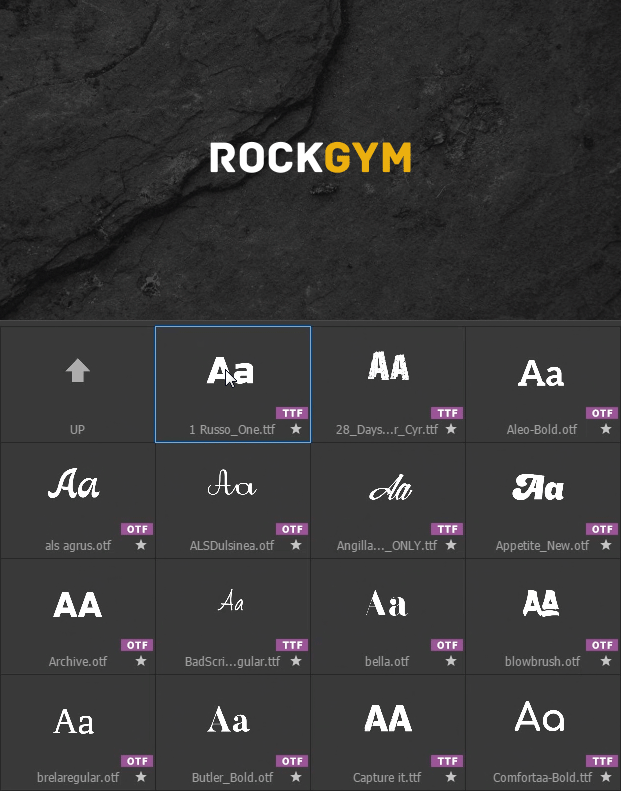 ROCKGYM
Aa
TTF
1 Russo_One.ttf
AA
TTF
28_Days...r_Cyr.ttf
Aa
OTF
Aleo-Bold.otf
UP
Aa
OTF
als agrus.otf
Aa
OTF
ALSDulsinea.otf
Aa
TTF
Angilla..._ONLY.ttf
Aa
OTF
Appetite_New.otf
AA
OTF
Archive.otf
Aa
TTF
BadScri...gular.ttf
Aa
OTF
bella.otf
AA
OTF
blowbrush.otf
Aa
OTF
brelaregular.otf
Aa
OTF
Butler_Bold.otf
AA
TTF
Capture it.ttf
Aa
TTF
Comfortaa-Bold.ttf